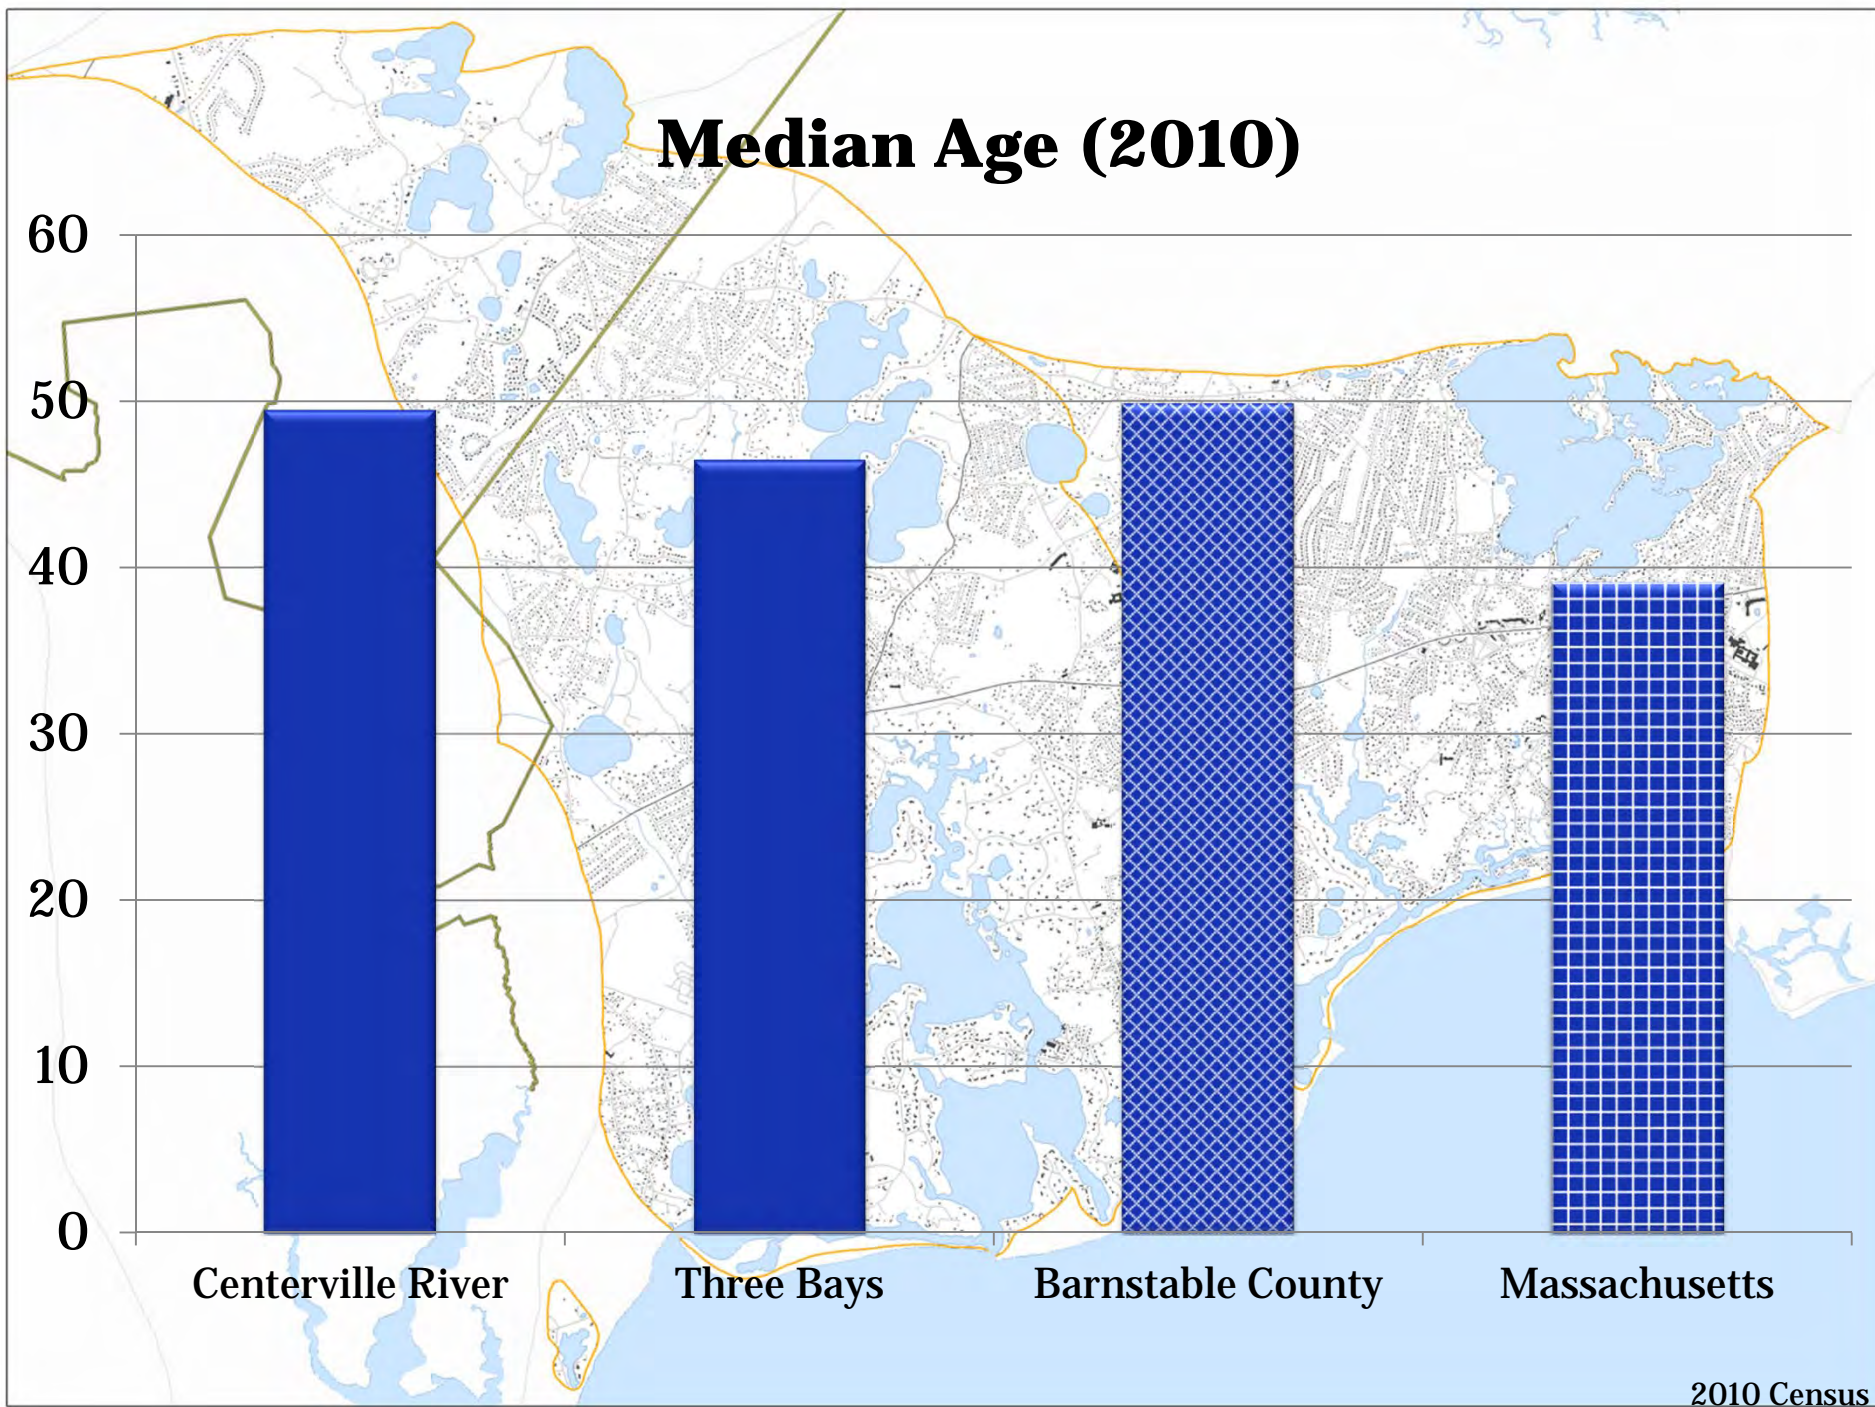 Median Age (2010)
60
50
40
30
20
10
0
Centerville River
Three Bays
Barnstable County
Massachusetts
2010 Census